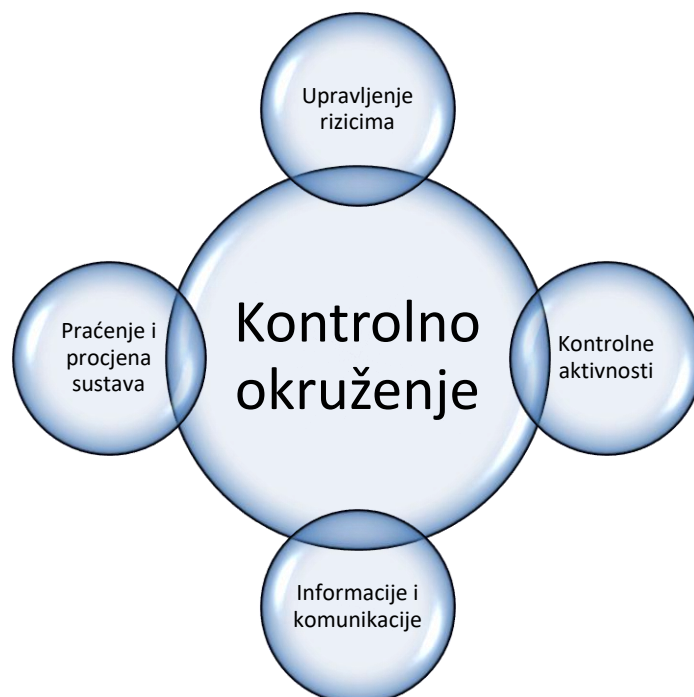 Upravljenje
rizicima
Praćenje i
procjena
sustava
Kontrolno
okruženje
Kontrolne
aktivnosti
Informacije i
komunikacije